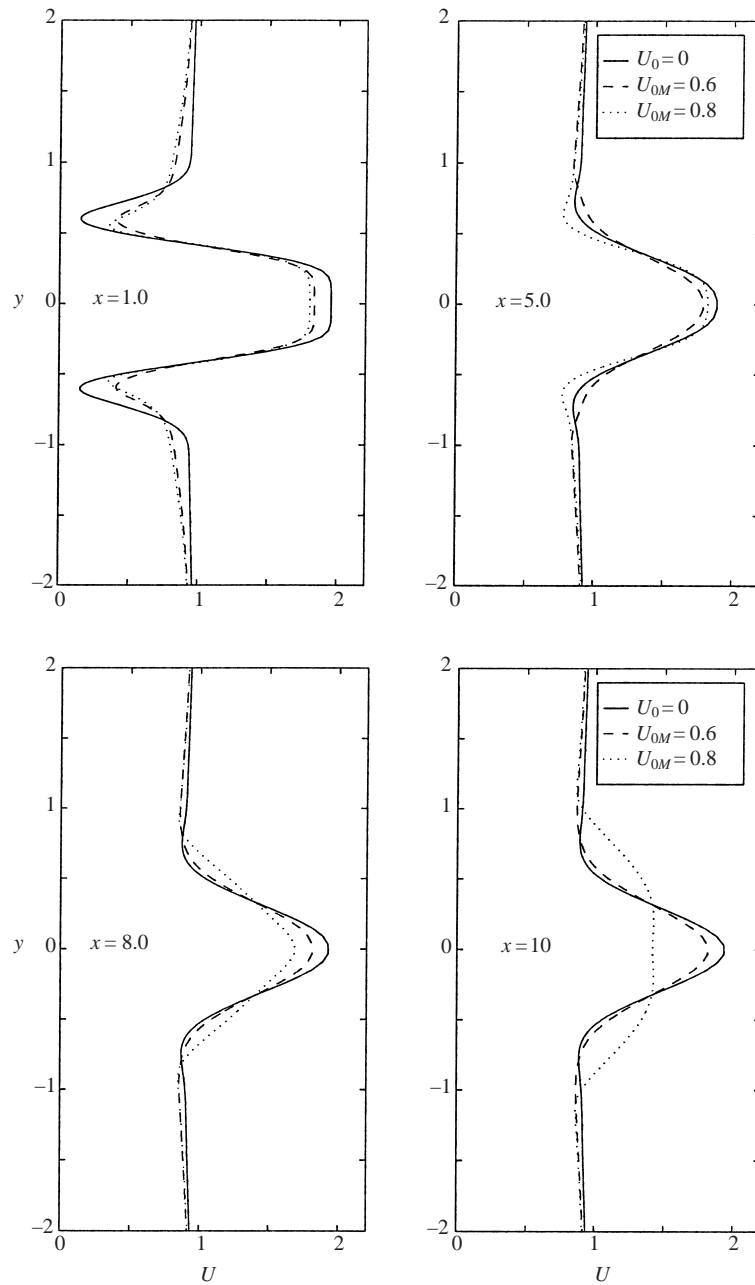 2
1
y
0
x = 1.0
–1
–2
0
1
2
2
U₀ = 0
U₀M = 0.6
U₀M = 0.8
1
0
x = 5.0
–1
–2
0
1
2
2
1
y
0
x = 8.0
–1
–2
0
1
2
U
2
U₀ = 0
U₀M = 0.6
U₀M = 0.8
1
0
x = 10
–1
–2
0
1
2
U